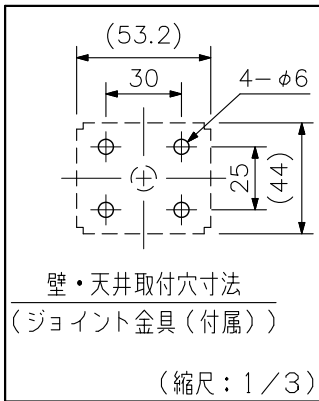 (53.2)
30
4-φ6
25
(44)
壁・天井取付穴寸法
(ジョイント金具(付属))
(縮尺:1/3)